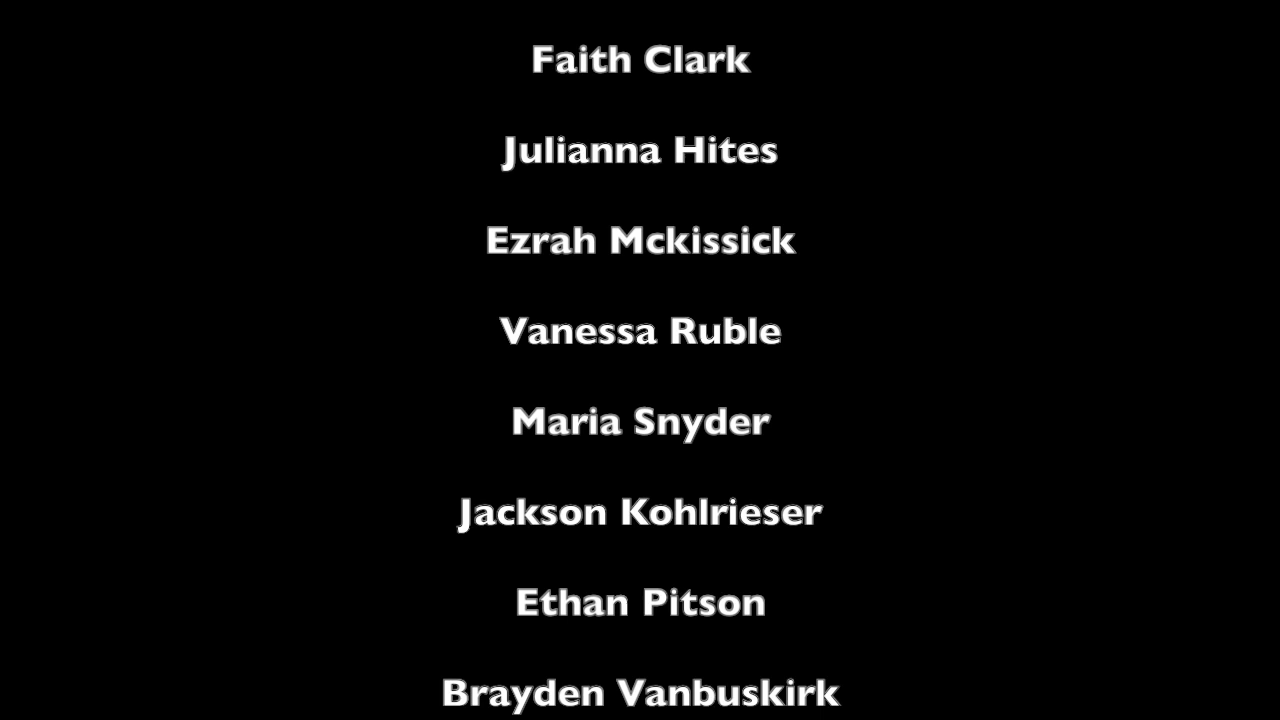 Faith Clark
Julianna Hites
Ezrah Mckissick
Vanessa Ruble
Maria Snyder
Jackson Kohlrieser
Ethan Pitson
Brayden Vanbuskirk